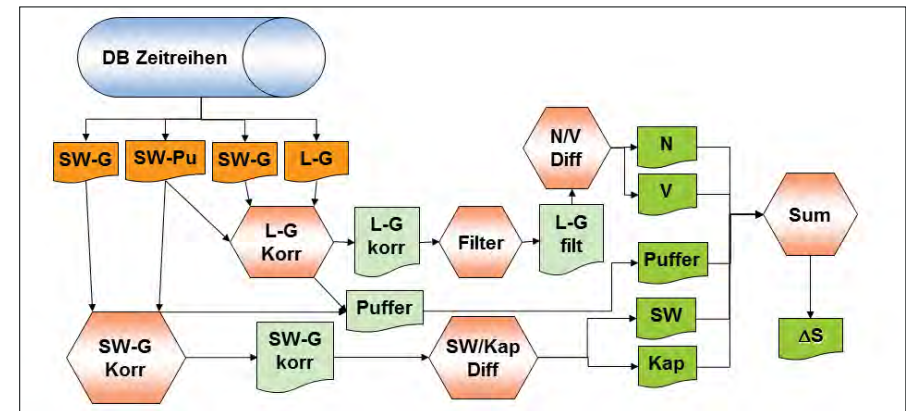 DB Zeitreihen
SW-G
SW-Pu
SW-G
L-G
L-G
Korr
L-G
korr
Filter
L-G
filt
N/V
Diff
N
V
Puffer
SW
Kap
Sum
ΔS
Puffer
SW-G
Korr
SW-G
korr
SW/Kap
Diff